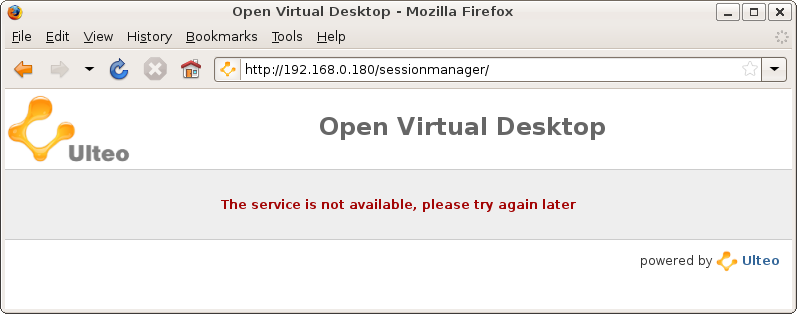 Open Virtual Desktop - Mozilla Firefox
File Edit View History Bookmarks Tools Help
http://192.168.0.180/sessionmanager/
Ulteo
Open Virtual Desktop
The service is not available, please try again later
powered by Ulteo